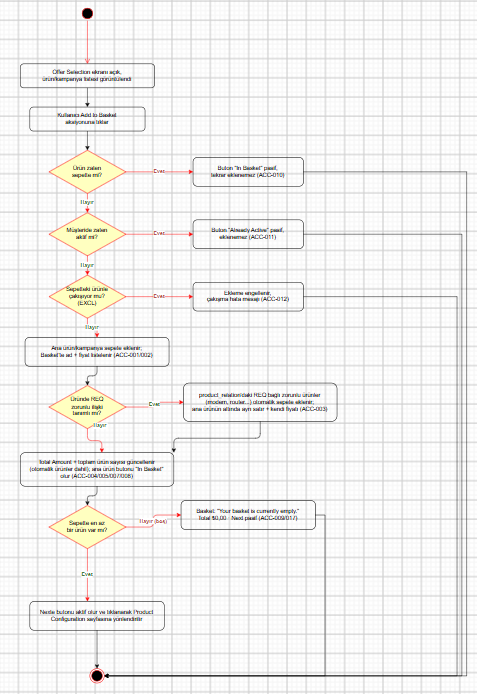 Offer Selection ekranı açık,
ürün/kampanya listesi görüntülendi
Kullanıcı Add to Basket
aksiyonuna tıklar
Ürün zaten
sepette mi?
Evet
Buton "In Basket" pasif,
tekrar eklenemez (ACC-010)
Hayır
Müşteride zaten
aktif mi?
Evet
Buton "Already Active" pasif,
eklenemez (ACC-011)
Hayır
Sepetteki ürünle
çakışıyor mu?
(EXCL)
Evet
Ekleme engellenir,
çakışma hata mesajı (ACC-012)
Hayır
Ana ürün/kampanya sepete eklenir;
Basket'te ad + fiyat listelenir (ACC-001/002)
Üründe REQ
zorunlu ilişki
tanımlı mı?
Evet
product_relation'daki REQ bağlı zorunlu ürünler
(modem, router...) otomatik sepete eklenir;
ana ürünün altında ayrı satır + kendi fiyatı (ACC-003)
Hayır
Total Amount + toplam ürün sayısı güncellenir
(otomatik ürünler dahil); ana ürün butonu "In Basket"
olur (ACC-004/005/007/008)
Sepette en az
bir ürün var mı?
Hayır (boş)
Basket: "Your basket is currently empty."
Total $0,00 · Next pasif (ACC-009/017)
Evet
Nexte butonu aktif olur ve tıklanarak Product
Configuration sayfasına yönlendirilir